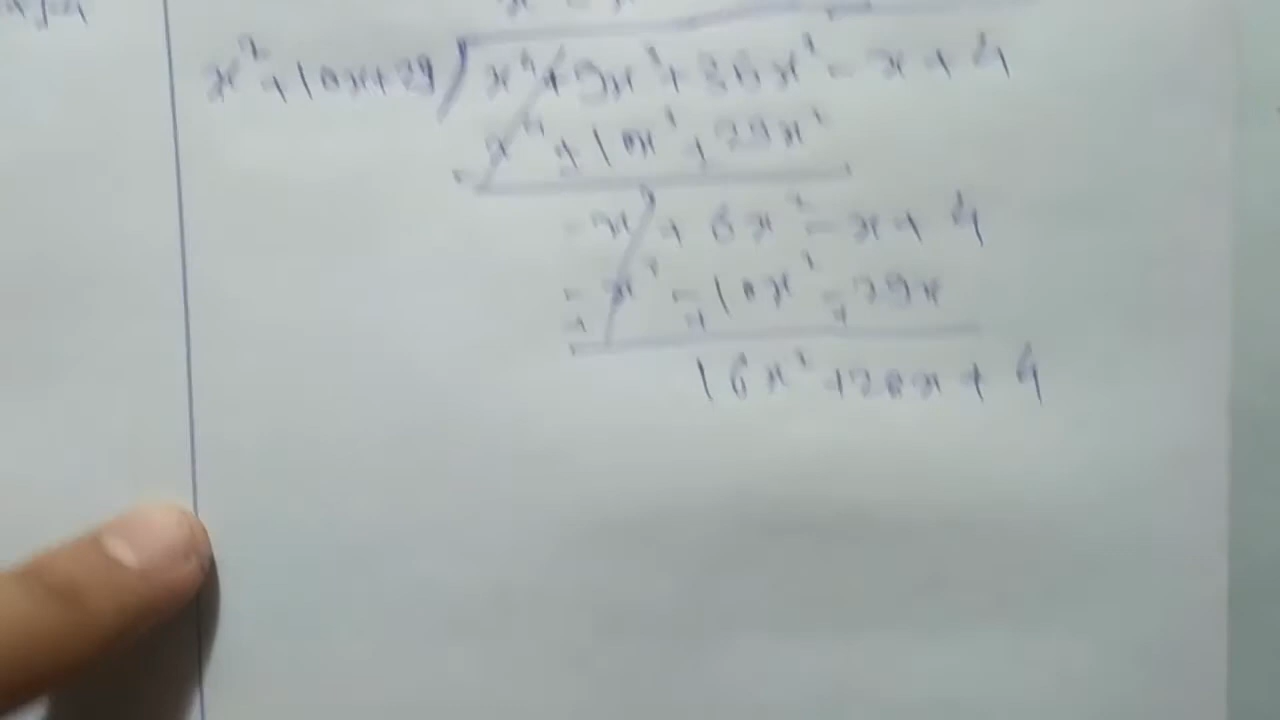 x² + 10x + 29 ) x⁴ + 9x³ + 35x² - x + 4
x⁴ + 10x³ + 29x²
- x³ + 6x² - x + 4
- x³ - 10x² - 29x
16x² + 28x + 4